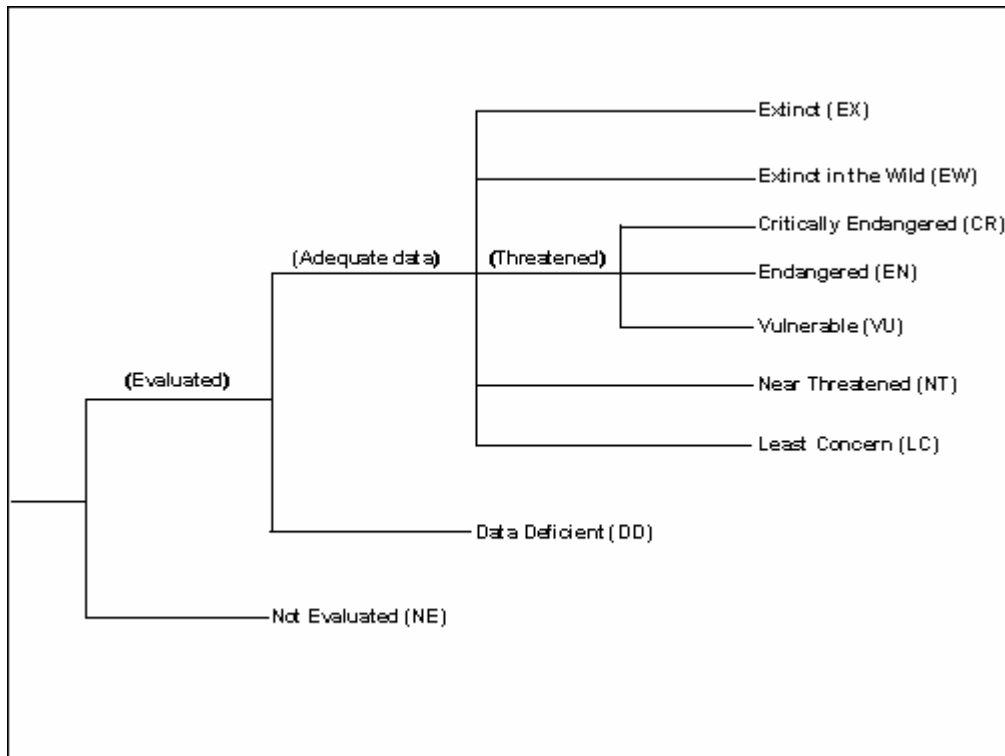 Extinct (EX)
Extinct in the Wild (EW)
Critically Endangered (CR)
(Adequate data) (Threatened)
Endangered (EN)
Vulnerable (VU)
(Evaluated)
Near Threatened (NT)
Least Concern (LC)
Data Deficient (DD)
Not Evaluated (NE)